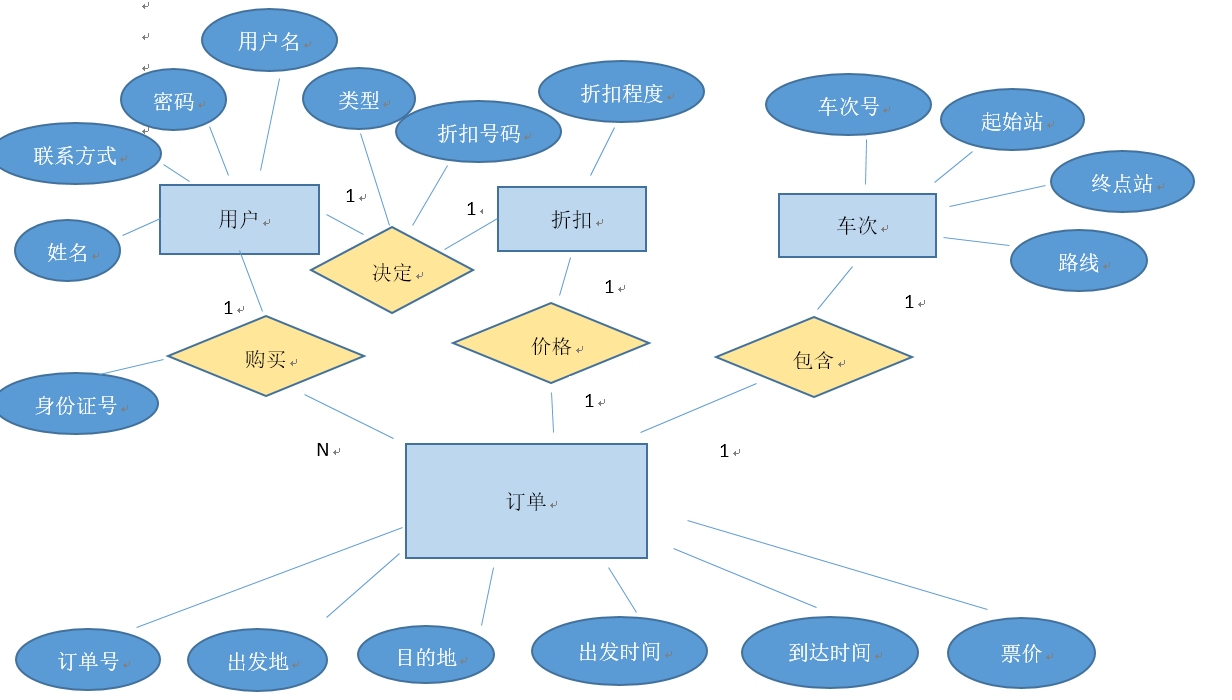 用户名
密码
类型
折扣程度
车次号
折扣号码
起始站
联系方式
终点站
1
1
用户
折扣
车次
姓名
决定
路线
1
1
1
购买
价格
包含
身份证号
1
N
1
订单
订单号
出发地
目的地
出发时间
到达时间
票价